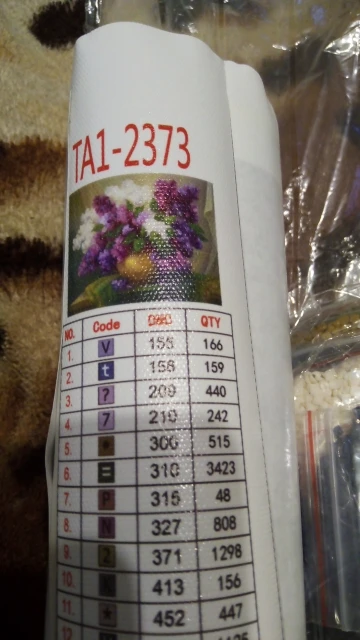 TA1-2373
NO. Code DMC QTY
1. V 155 166
2. t 156 159
3. ? 209 440
4. 7 210 242
5. 300 515
6. = 310 3423
7. P 315 48
8. N 327 808
9. 2 371 1298
10. 413 156
11. * 452 447
12.